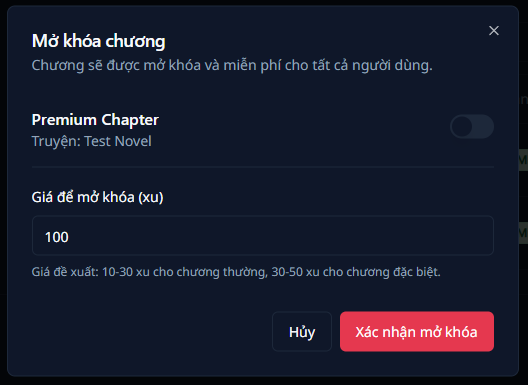 Mở khóa chương
Chương sẽ được mở khóa và miễn phí cho tất cả người dùng.
Premium Chapter
Truyện: Test Novel
Giá để mở khóa (xu)
100
Giá đề xuất: 10-30 xu cho chương thường, 30-50 xu cho chương đặc biệt.
Hủy
Xác nhận mở khóa